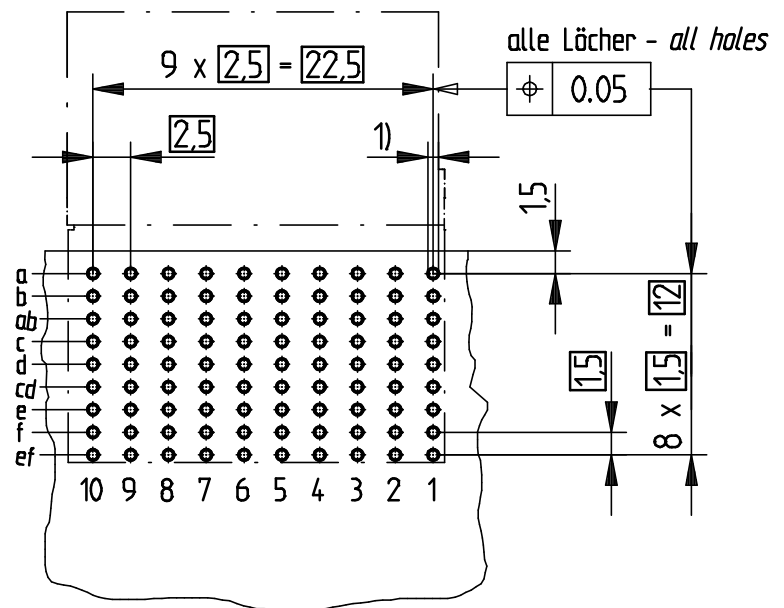 alle Löcher - all holes
9 x 2,5 = 22,5
0.05
2,5
1)
1,5
a
b
ab
c
d
cd
e
f
ef
1,5
8 x 1,5 = 12
10 9 8 7 6 5 4 3 2 1